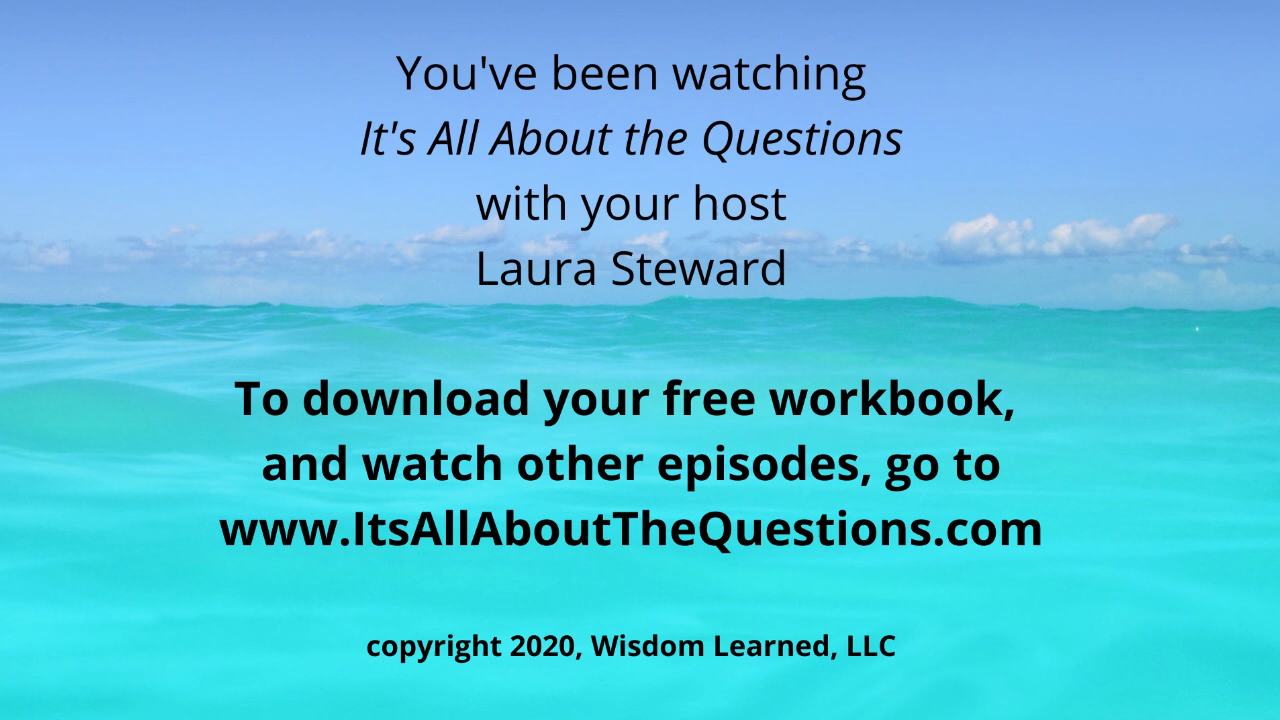 You've been watching
It's All About the Questions
with your host
Laura Steward
To download your free workbook,
and watch other episodes, go to
www.ItsAllAboutTheQuestions.com
copyright 2020, Wisdom Learned, LLC